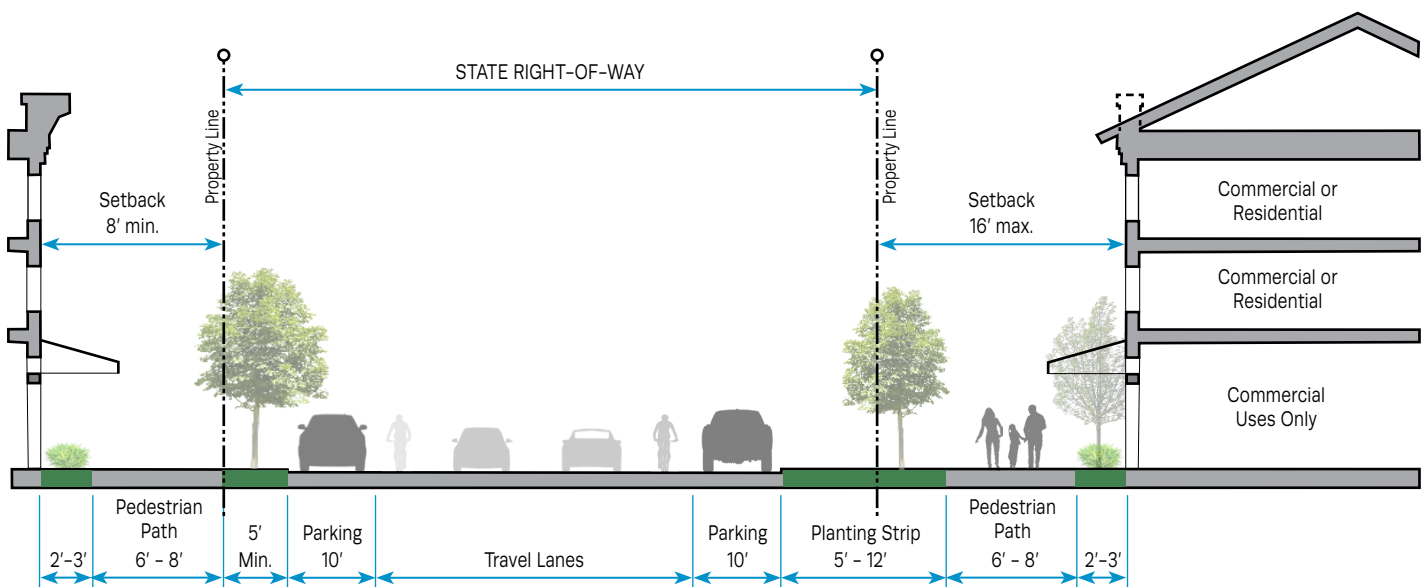 STATE RIGHT-OF-WAY
Property Line
Property Line
Setback
8' min.
Setback
16' max.
Commercial or
Residential
Commercial or
Residential
Commercial
Uses Only
2'-3'
Pedestrian
Path
6' - 8'
5'
Min.
Parking
10'
Travel Lanes
Parking
10'
Planting Strip
5' - 12'
Pedestrian
Path
6' - 8'
2'-3'